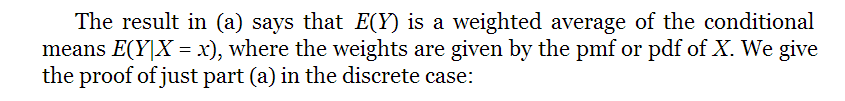 The result in (a) says that E(Y) is a weighted average of the conditional
means E(Y|X = x), where the weights are given by the pmf or pdf of X. We give
the proof of just part (a) in the discrete case: